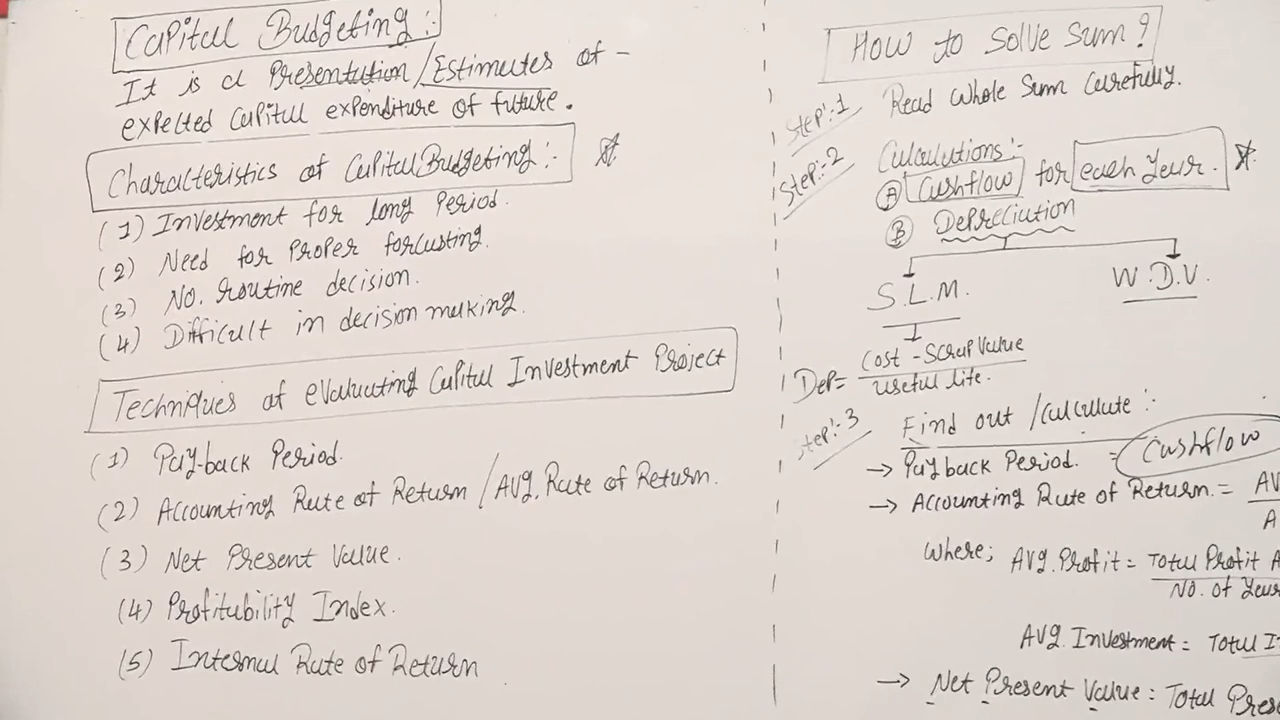 Capital Budgeting :-
It is a Presentation/Estimates of -
expected capital expenditure of future.
Characteristics of Capital Budgeting :-
(1) Investment for long Period.
(2) Need for Proper forcasting.
(3) No. routine decision.
(4) Difficult in decision making.
Techniques of evaluating Capital Investment Project
(1) Pay-back Period.
(2) Accounting Rate of Return / Avg. Rate of Return.
(3) Net Present Value.
(4) Profitability Index.
(5) Internal Rate of Return
How to Solve Sum?
Step:-1 Read whole Sum carefully.
Step:-2 Calculations:-
(A) Cashflow for each year.
(B) Depreciation
S.L.M. W.D.V.
Dep= Cost - Scrap Value
useful life.
Step:-3 Find out / calculate :-
→ Payback Period. = Cashflow
→ Accounting Rate of Return. = AV
A
Where; Avg. Profit = Total Profit A
No. of Year
Avg. Investment = Total I
→ Net Present Value = Total Prese